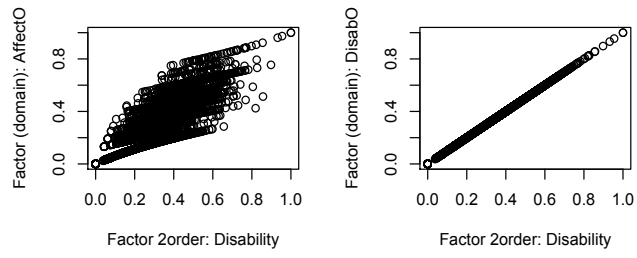 Factor (domain): AffectO
0.0 0.4 0.8
0.0 0.2 0.4 0.6 0.8 1.0
Factor 2order: Disability
Factor (domain): DisabO
0.0 0.4 0.8
0.0 0.2 0.4 0.6 0.8 1.0
Factor 2order: Disability